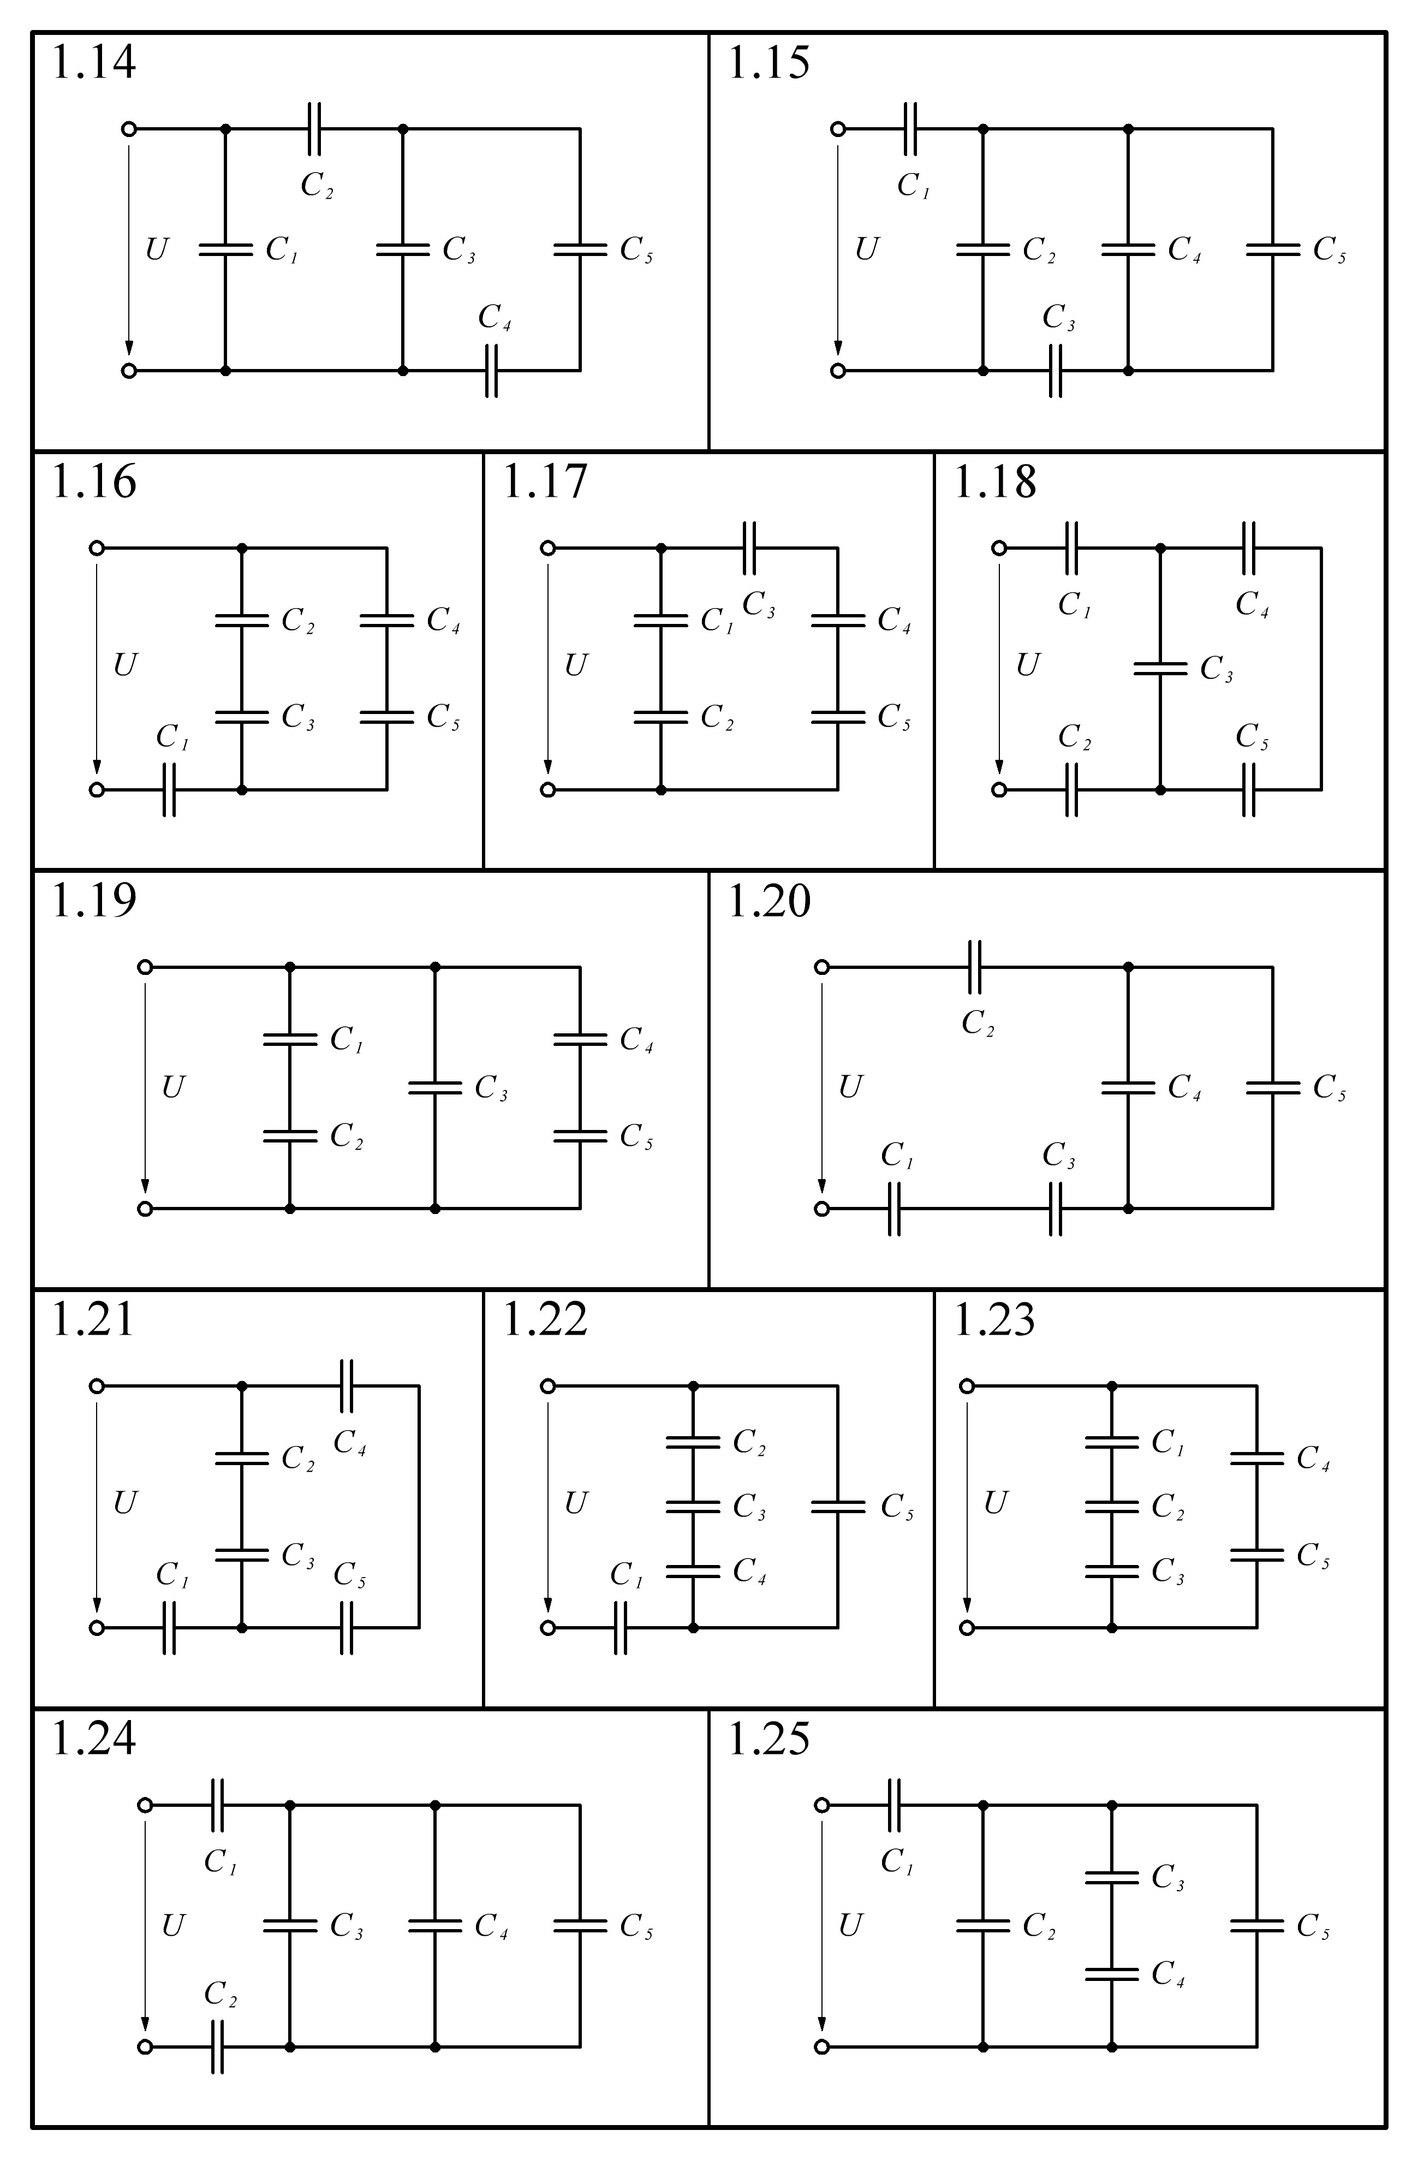 1.14
C2
U C1 C3 C5
C4
1.15
C1
U C2 C4 C5
C3
1.16
C2 C4
U
C3 C5
C1
1.17
C3
C1 C4
U
C2 C5
1.18
C1 C4
U C3
C2 C5
1.19
C1 C4
U C3
C2 C5
1.20
C2
U C4 C5
C1 C3
1.21
C4
C2
U
C3
C1 C5
1.22
C2
U C3 C5
C4
C1
1.23
C1
C4
U C2
C5
C3
1.24
C1
U C3 C4 C5
C2
1.25
C1
C3
U C2 C5
C4